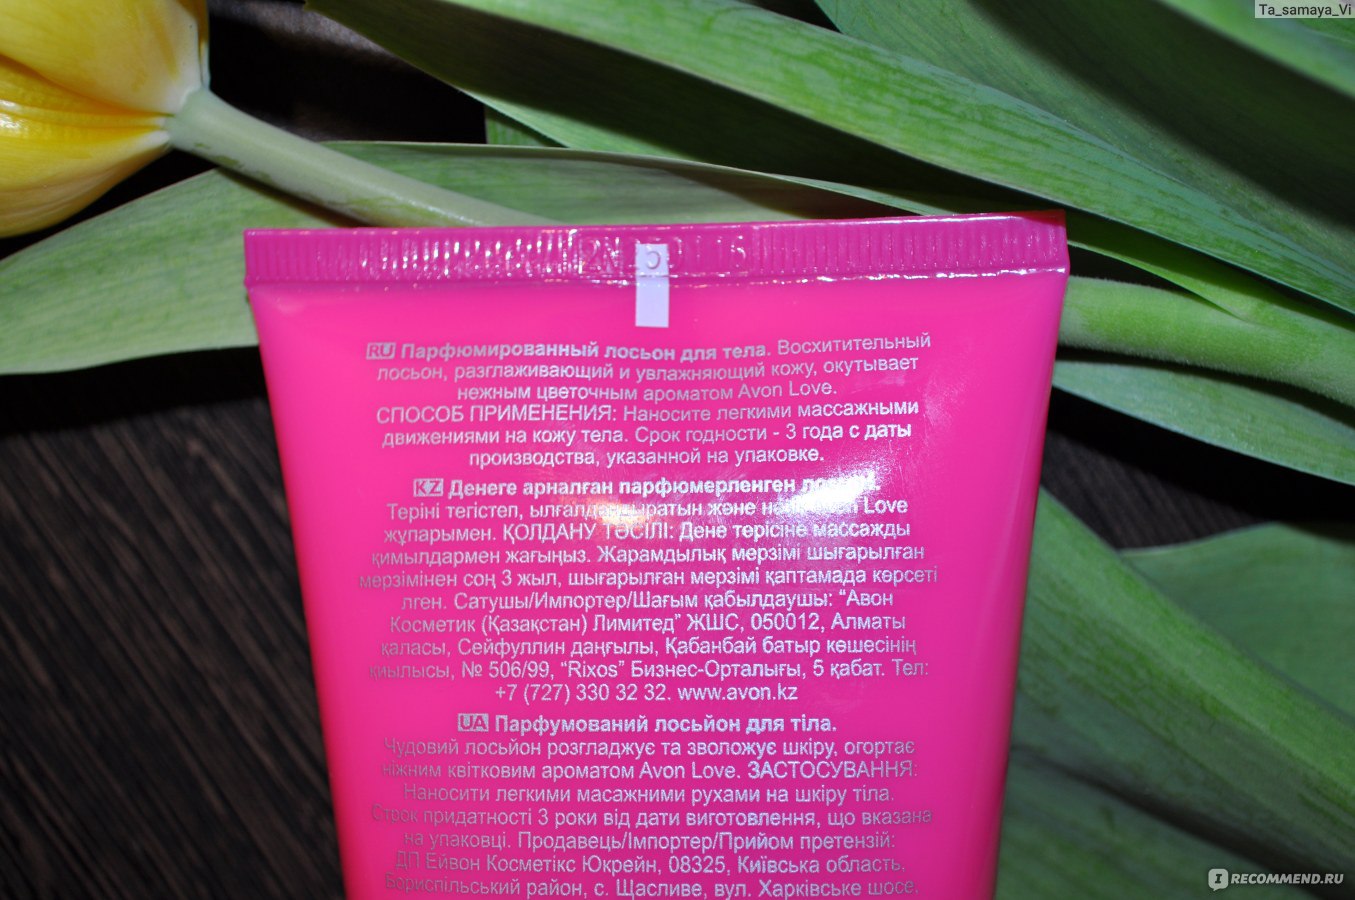 Ta_samaya_Vi
RU Парфюмированный лосьон для тела. Восхитительный
лосьон, разглаживающий и увлажняющий кожу, окутывает
нежным цветочным ароматом Avon Love.
СПОСОБ ПРИМЕНЕНИЯ: Наносите легкими массажными
движениями на кожу тела. Срок годности - 3 года с даты
производства, указанной на упаковке.
KZ Денеге арналған парфюмерленген
Теріні тегістеп, және Love
жұпарымен. ҚОЛДАНУ ТӘСІЛІ: Дене терісіне массажды
қимылдармен жағыңыз. Жарамдылық мерзімі шығарылған
мерзімінен соң 3 жыл, шығарылған мерзімі қаптамада көрсеті
лген. Сатушы/Импортер/Шағым қабылдаушы: “Авон
Косметик (Қазақстан) Лимитед” ЖШС, 050012, Алматы
қаласы, Сейфуллин даңғылы, Қабанбай батыр көшесінің
қиылысы, № 506/99, “Rixos” Бизнес-Орталығы, 5 қабат. Тел:
+7 (727) 330 32 32. www.avon.kz
UA Парфумований лосьйон для тіла.
Чудовий лосьйон розгладжує та зволожує шкіру, огортає
ніжним квітковим ароматом Avon Love. ЗАСТОСУВАННЯ:
Наносити легкими масажними рухами на шкіру тіла.
Строк придатності 3 роки від дати виготовлення, що вказана
на упаковці. Продавець/Імпортер/Прийом претензій:
ДП Ейвон Косметікс Юкрейн, 08325, Київська область,
Бориспільський район, с. Щасливе, вул. Харківське шосе,
IRECOMMEND.RU